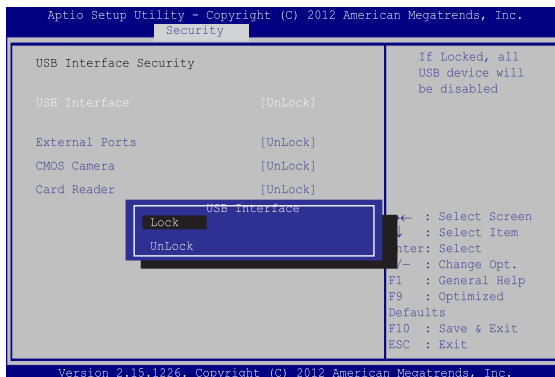 Aptio Setup Utility - Copyright (C) 2012 American Megatrends, Inc.
Security
USB Interface Security
USB Interface [UnLock]
External Ports [UnLock]
CMOS Camera [UnLock]
Card Reader [UnLock]
USB Interface
Lock
UnLock
If Locked, all
USB device will
be disabled
← : Select Screen
↓ : Select Item
nter: Select
/— : Change Opt.
F1 : General Help
F9 : Optimized
Defaults
F10 : Save & Exit
ESC : Exit
Version 2.15.1226. Copyright (C) 2012 American Megatrends, Inc.